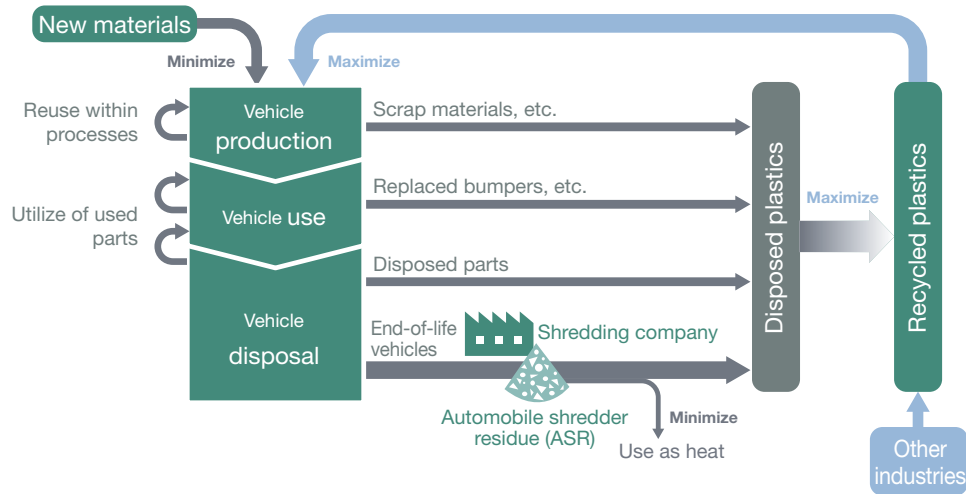 New materials
Minimize
Maximize
Reuse within
processes
Vehicle
production
Scrap materials, etc.
Utilize of used
parts
Vehicle use
Replaced bumpers, etc.
Disposed parts
Vehicle
disposal
End-of-life
vehicles
Shredding company
Automobile shredder
residue (ASR)
Minimize
Use as heat
Disposed plastics
Maximize
Recycled plastics
Other
industries